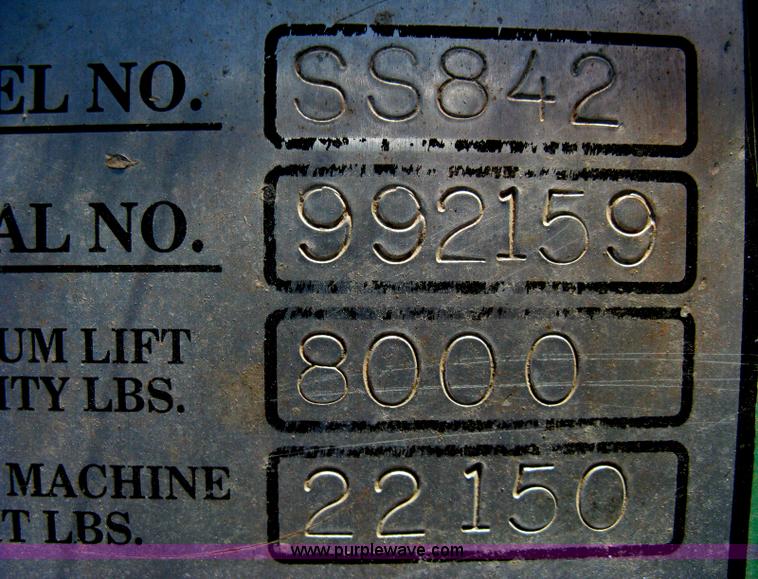 EL NO. SS842
AL NO. 992159
UM LIFT
ITY LBS. 8000
MACHINE
T LBS. 22150
www.purplewave.com